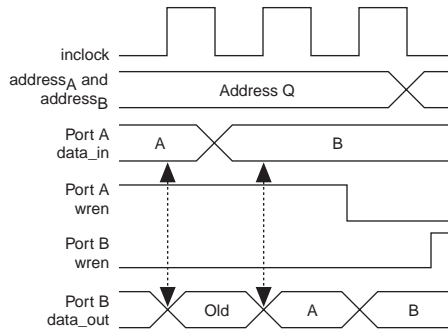 inclock
addressA and
addressB
Address Q
Port A
data_in
A
B
Port A
wren
Port B
wren
Port B
data_out
Old
A
B